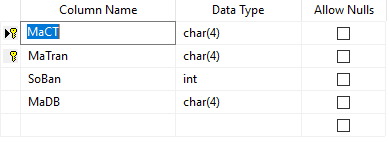 Column Name Data Type Allow Nulls
MaCT char(4)
MaTran char(4)
SoBan int
MaDB char(4)